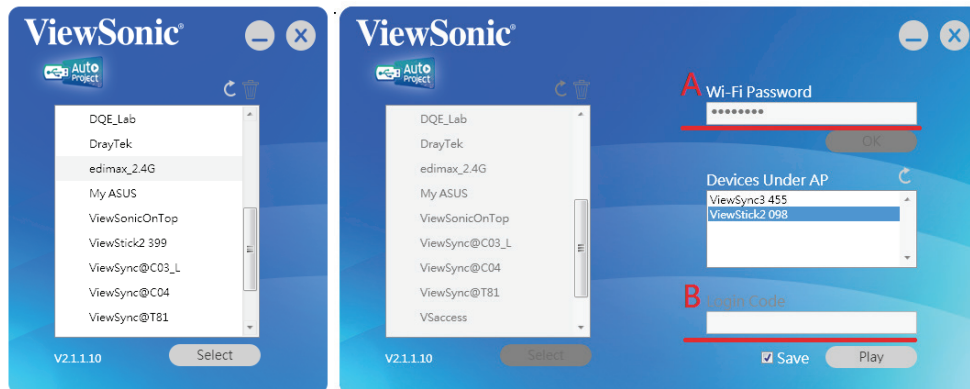 ViewSonic®
Auto
Project
DQE_Lab
DrayTek
edimax_2.4G
My ASUS
ViewSonicOnTop
ViewStick2 399
ViewSync@C03_L
ViewSync@C04
ViewSync@T81
V2.1.1.10
Select
ViewSonic®
Auto
Project
DQE_Lab
DrayTek
edimax_2.4G
My ASUS
ViewSonicOnTop
ViewSync@C03_L
ViewSync@C04
ViewSync@T81
VSaccess
V2.1.1.10
Select
A
Wi-Fi Password
••••••••
OK
Devices Under AP
ViewSync3 455
ViewStick2 098
B
Login Code
Save
Play